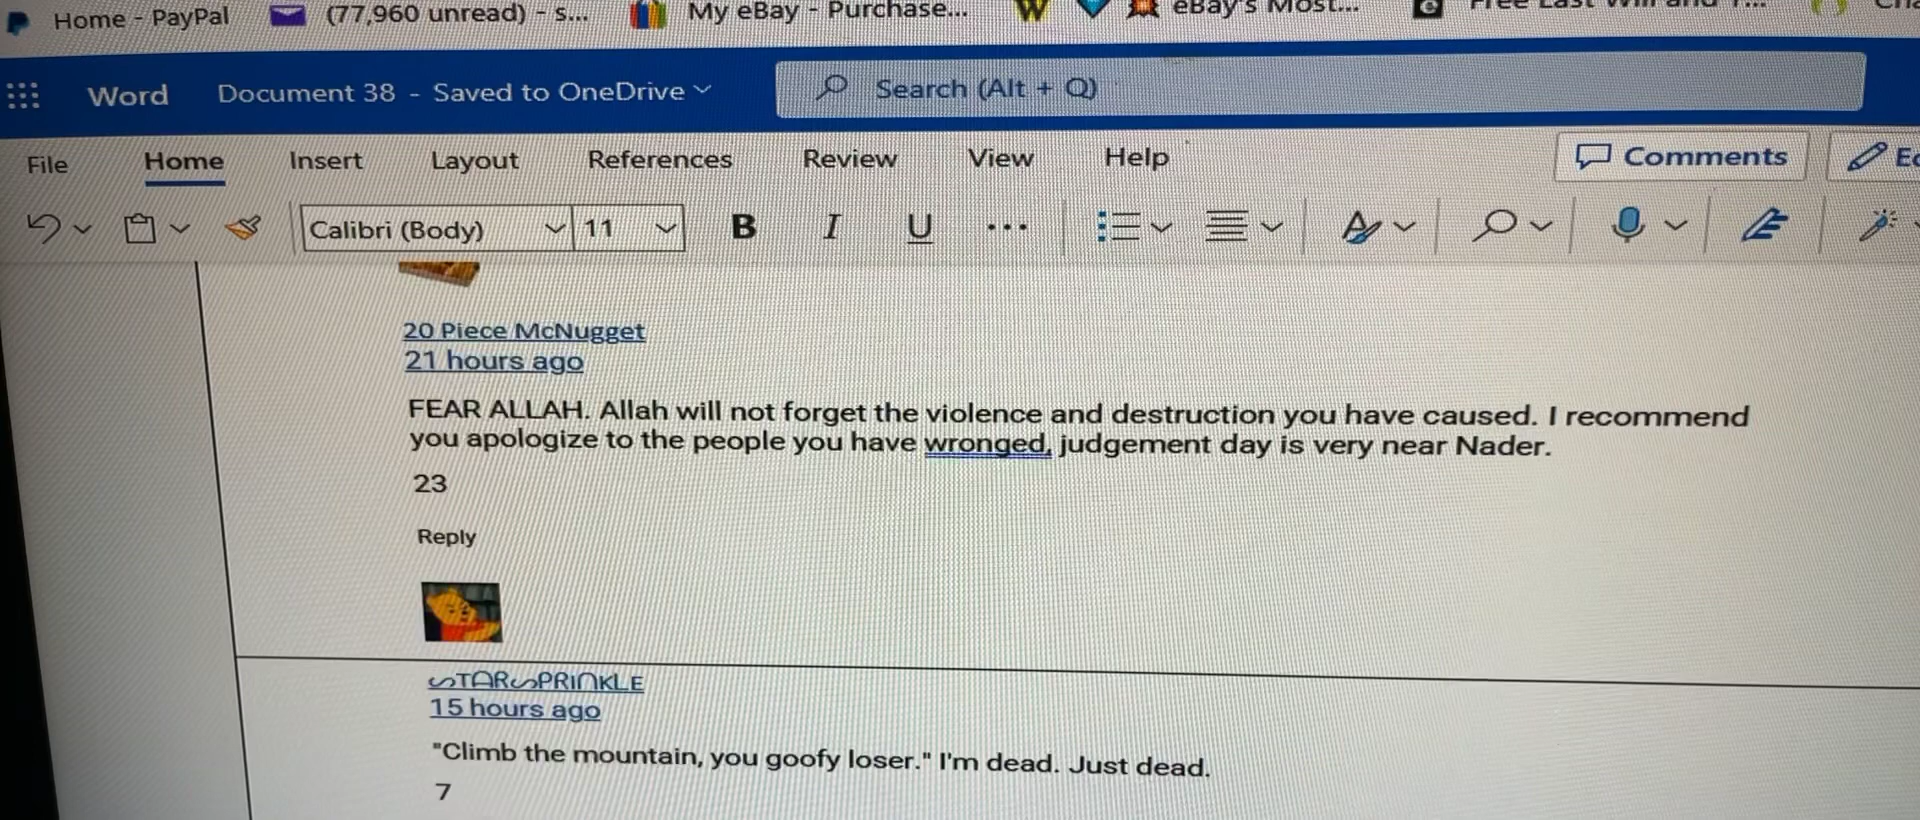 Home - PayPal (77,960 unread) - s... My eBay - Purchase... eBay's Most...
Word Document 38 - Saved to OneDrive Search (Alt + Q)
File Home Insert Layout References Review View Help Comments
Calibri (Body) 11 B I U ...
20 Piece McNugget
21 hours ago
FEAR ALLAH. Allah will not forget the violence and destruction you have caused. I recommend
you apologize to the people you have wronged, judgement day is very near Nader.
23
Reply
ᔕTᗩRᔕPRIᑎKLE
15 hours ago
"Climb the mountain, you goofy loser." I'm dead. Just dead.
7